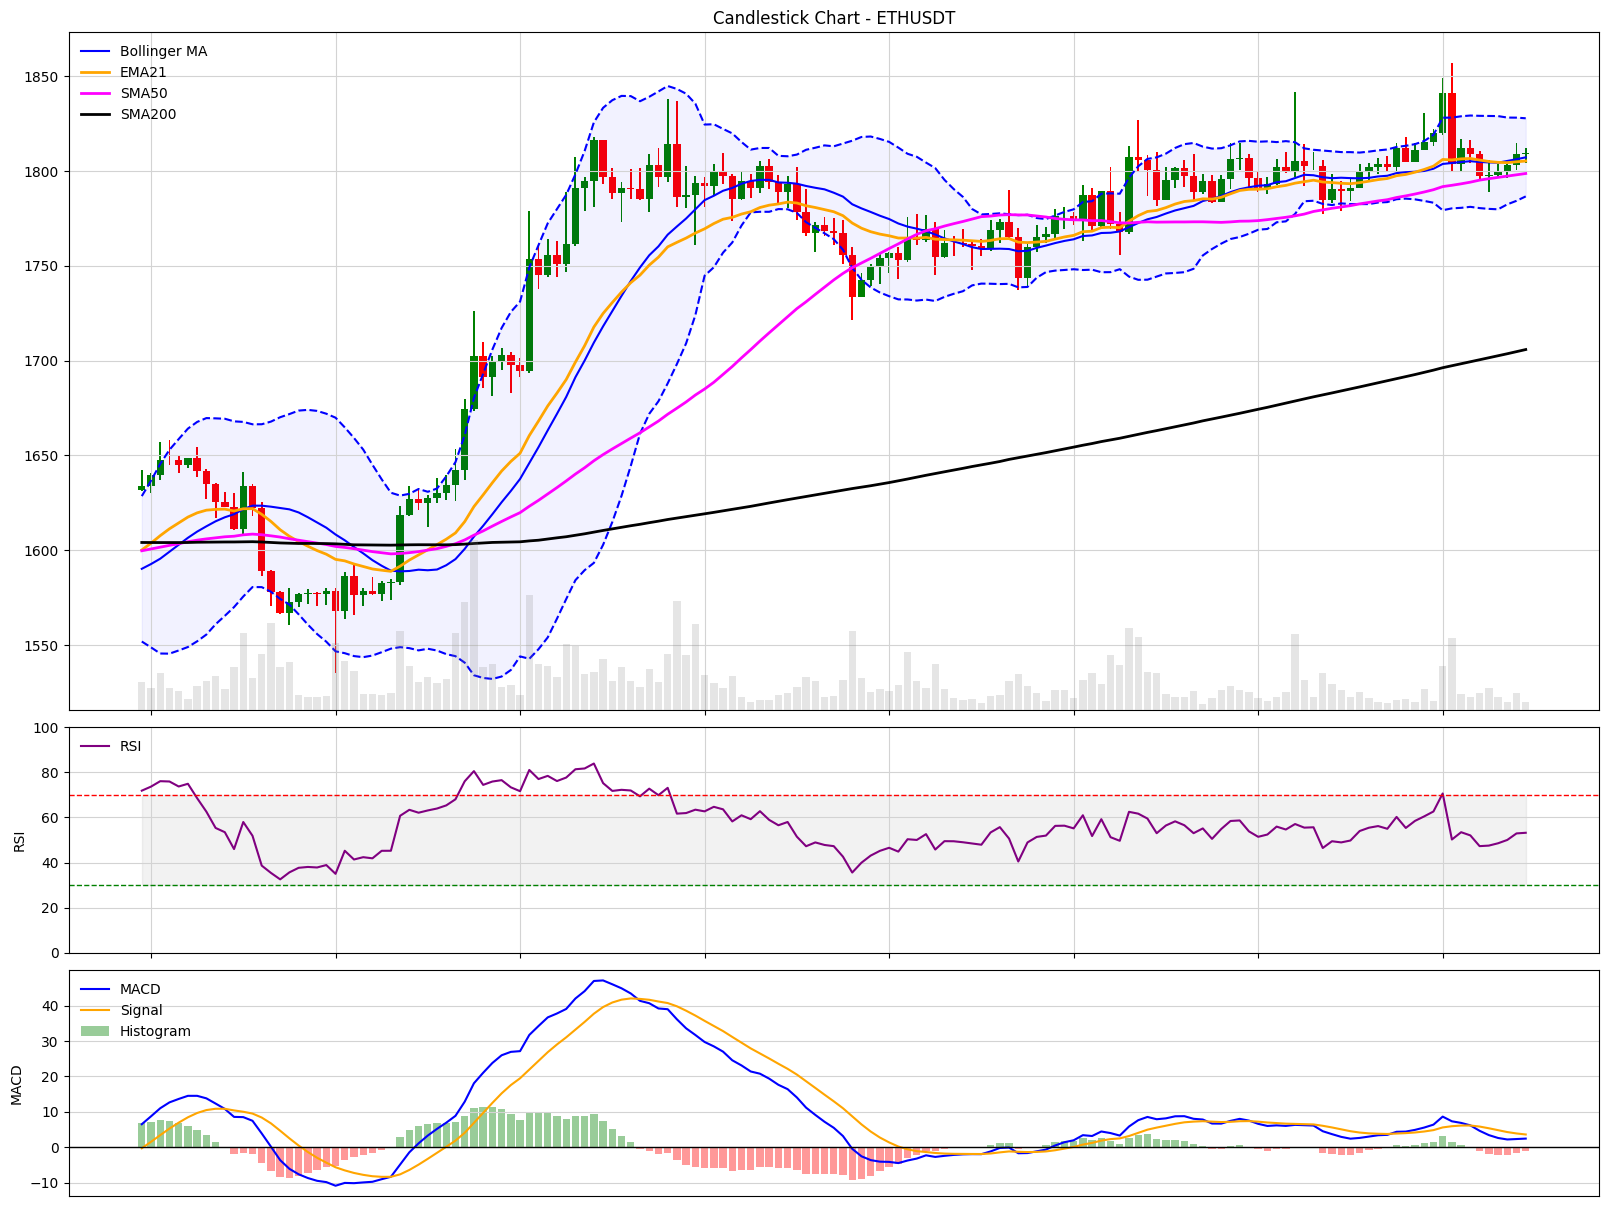 Candlestick Chart - ETHUSDT
Bollinger MA
EMA21
SMA50
SMA200
1850
1800
1750
1700
1650
1600
1550
RSI
100
80
60
40
20
0
RSI
MACD
Signal
Histogram
40
30
20
10
0
−10
MACD